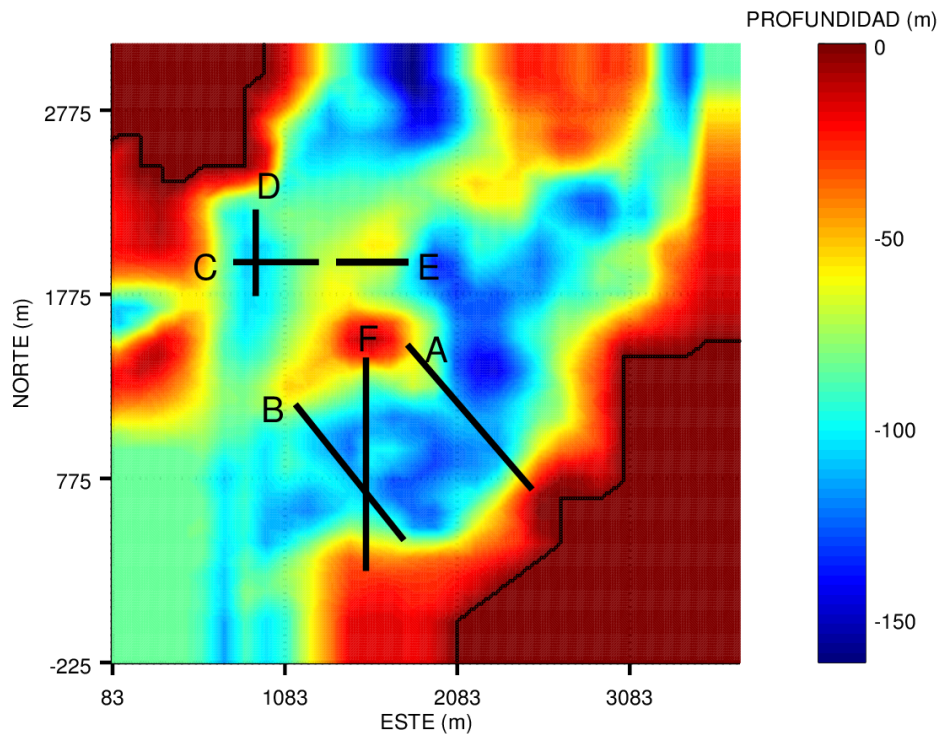 PROFUNDIDAD (m)
0
-50
-100
-150
NORTE (m)
2775
1775
775
-225
D
C
E
F
A
B
83
1083
2083
3083
ESTE (m)